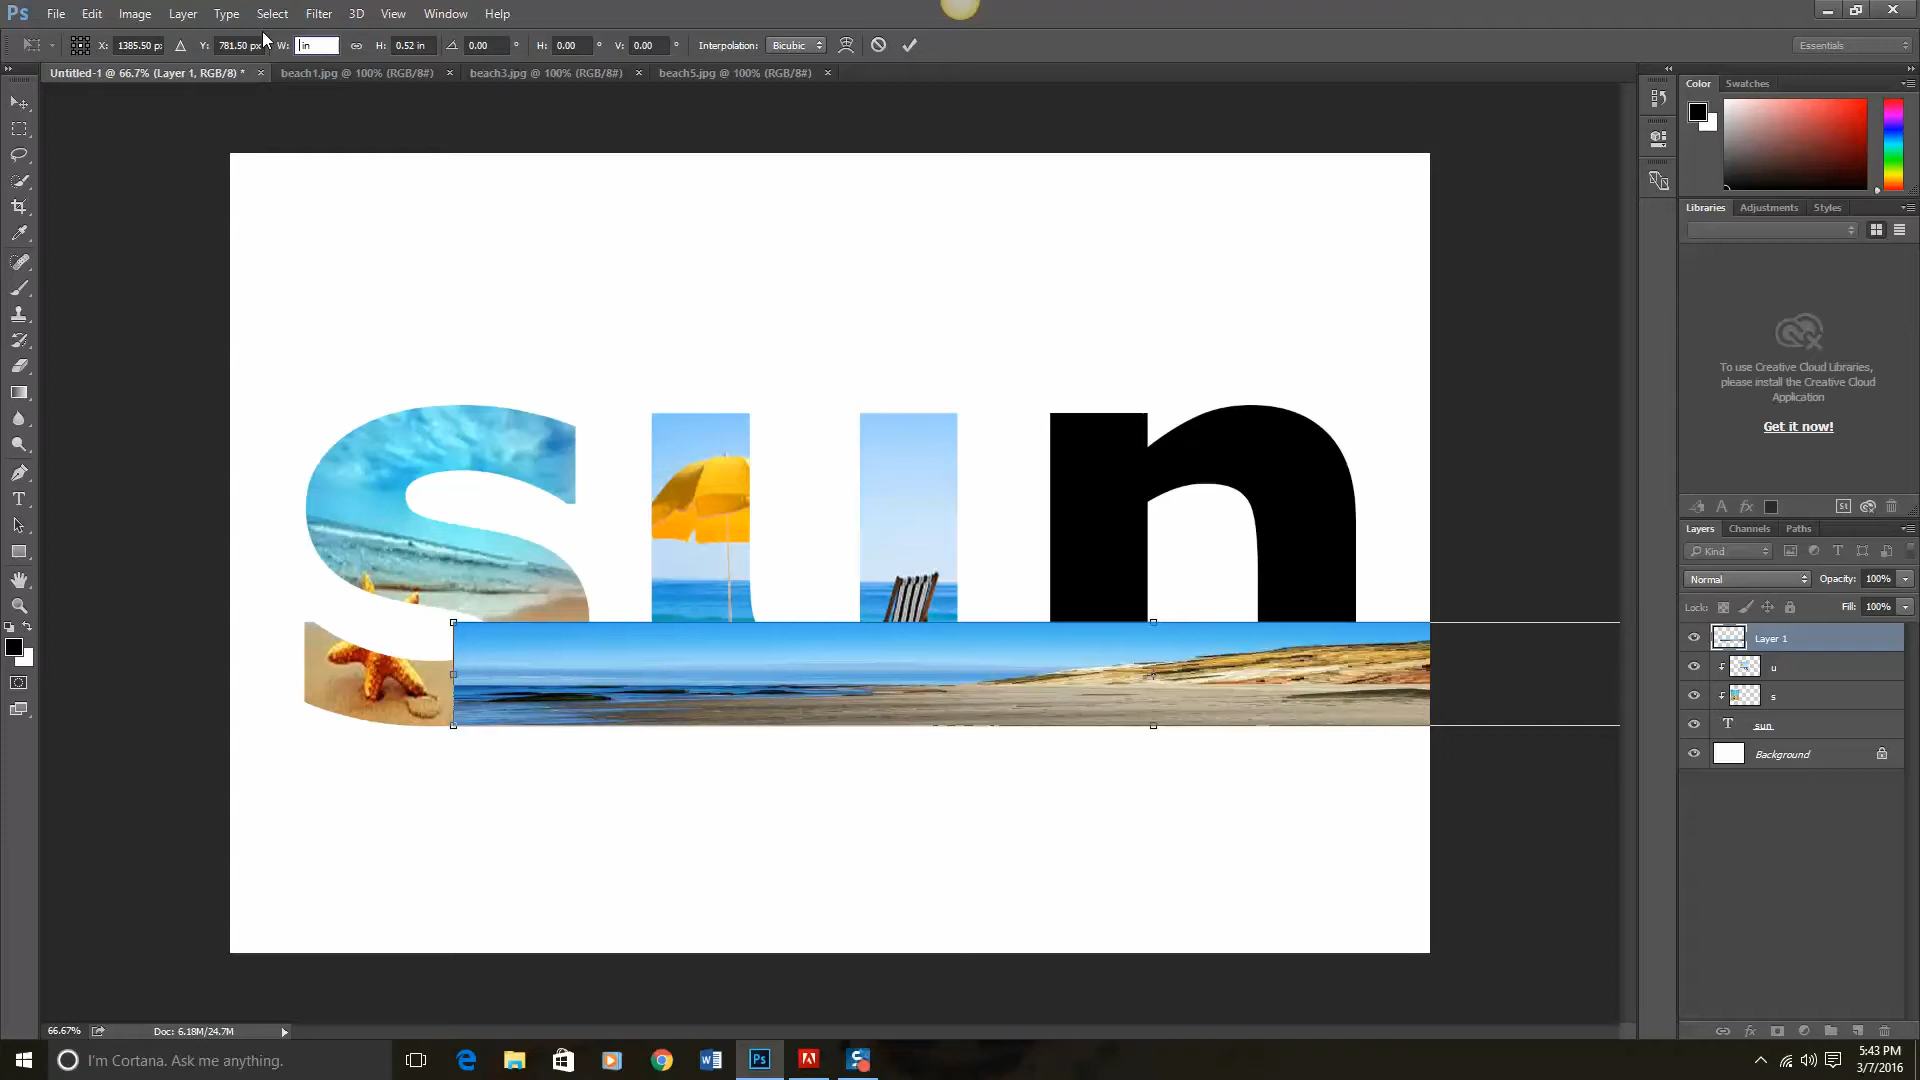 Ps File Edit Image Layer Type Select Filter 3D View Window Help
X: 1385.50 p: Y: 781.50 px W: in H: 0.52 in 0.00 ° H: 0.00 ° V: 0.00 ° Interpolation: Bicubic Essentials
Untitled-1 @ 66.7% (Layer 1, RGB/8) * × beach1.jpg @ 100% (RGB/8#) × beach3.jpg @ 100% (RGB/8#) × beach5.jpg @ 100% (RGB/8#) ×
Color Swatches
Libraries Adjustments Styles
To use Creative Cloud Libraries,
please install the Creative Cloud
Application
Get it now!
sun
Layers Channels Paths
Kind
Normal Opacity: 100%
Lock: Fill: 100%
Layer 1
u
s
T sun
Background
66.67% Doc: 6.18M/24.7M
I'm Cortana. Ask me anything.
5:43 PM
3/7/2016